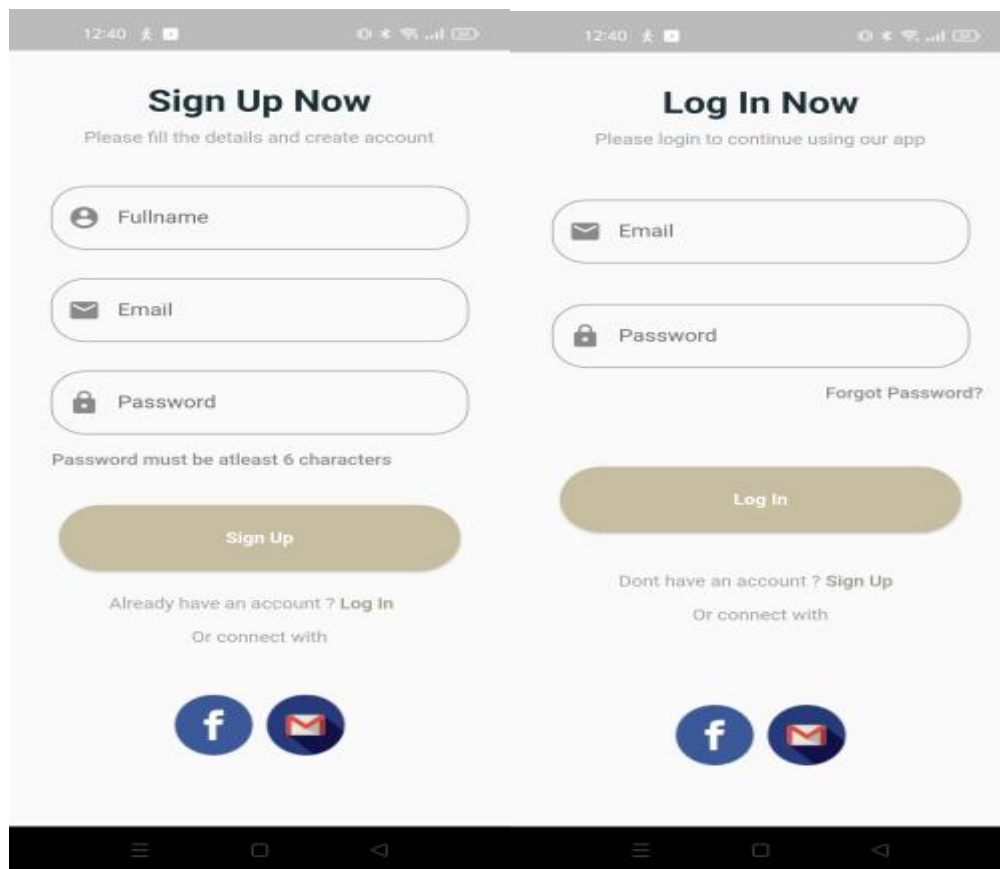 12:40
Sign Up Now
Please fill the details and create account
Fullname
Email
Password
Password must be atleast 6 characters
Sign Up
Already have an account ? Log In
Or connect with
f
12:40
Log In Now
Please login to continue using our app
Email
Password
Forgot Password?
Log In
Dont have an account ? Sign Up
Or connect with
f